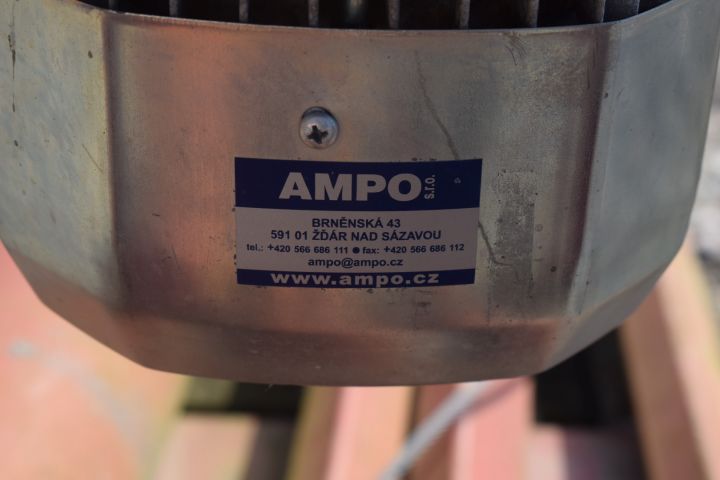 AMPO s.r.o.
BRNĚNSKÁ 43
591 01 ŽĎÁR NAD SÁZAVOU
tel.: +420 566 686 111 ● fax: +420 566 686 112
ampo@ampo.cz
www.ampo.cz